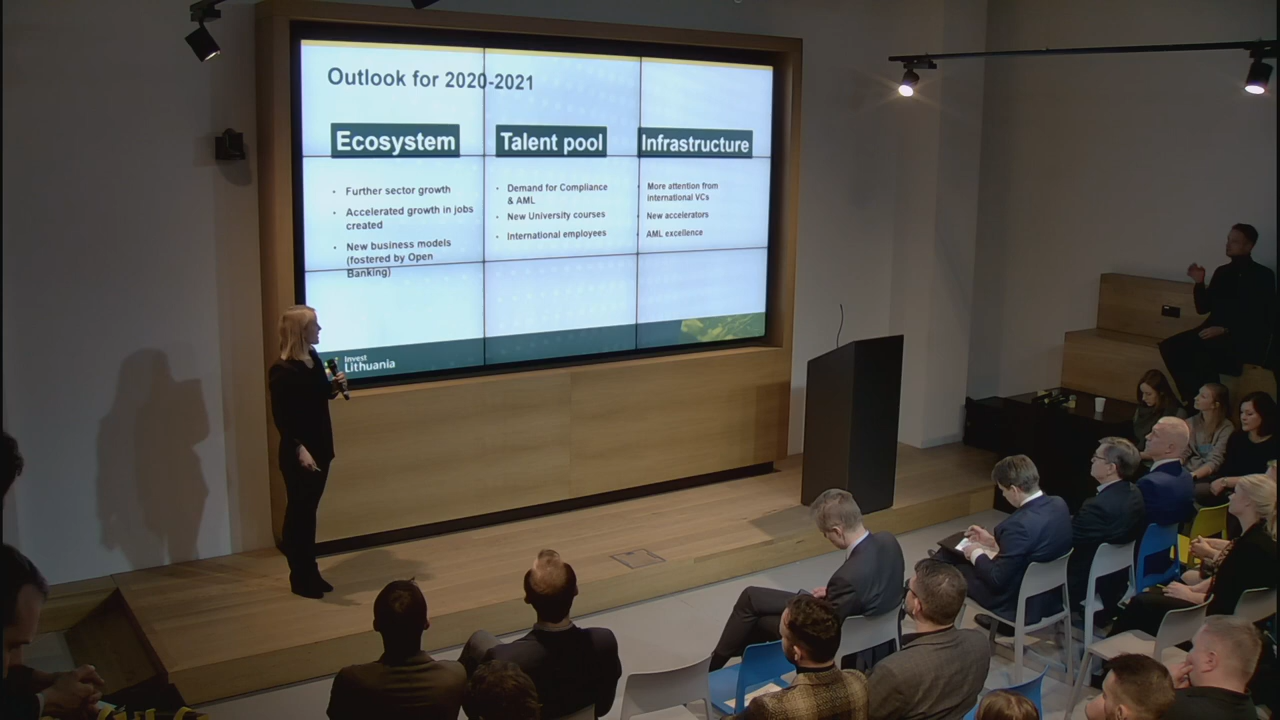 Outlook for 2020-2021
Ecosystem
• Further sector growth
• Accelerated growth in jobs
created
• New business models
(fostered by Open
Banking)
Talent pool
• Demand for Compliance
& AML
• New University courses
• International employees
Infrastructure
• More attention from
international VCs
• New accelerators
• AML excellence
Invest
Lithuania